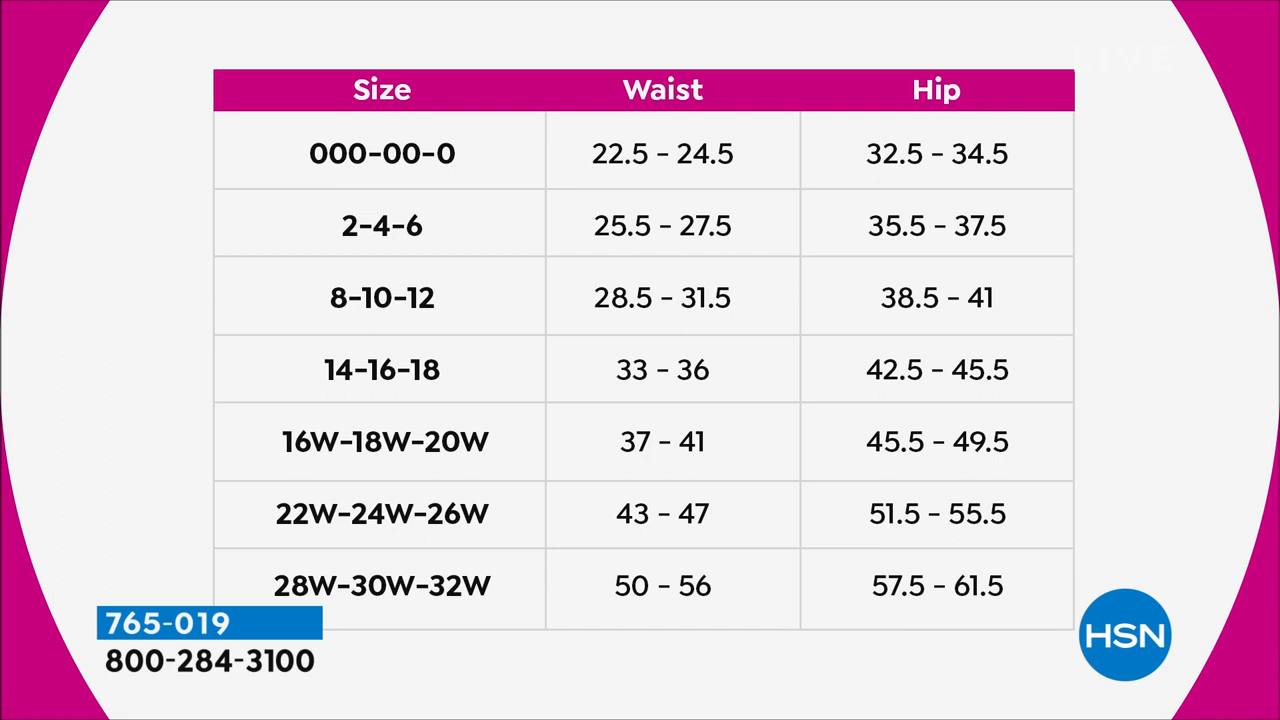 LIVE
Size Waist Hip
000-00-0 22.5 - 24.5 32.5 - 34.5
2-4-6 25.5 - 27.5 35.5 - 37.5
8-10-12 28.5 - 31.5 38.5 - 41
14-16-18 33 - 36 42.5 - 45.5
16W-18W-20W 37 - 41 45.5 - 49.5
22W-24W-26W 43 - 47 51.5 - 55.5
28W-30W-32W 50 - 56 57.5 - 61.5
765-019
800-284-3100
HSN